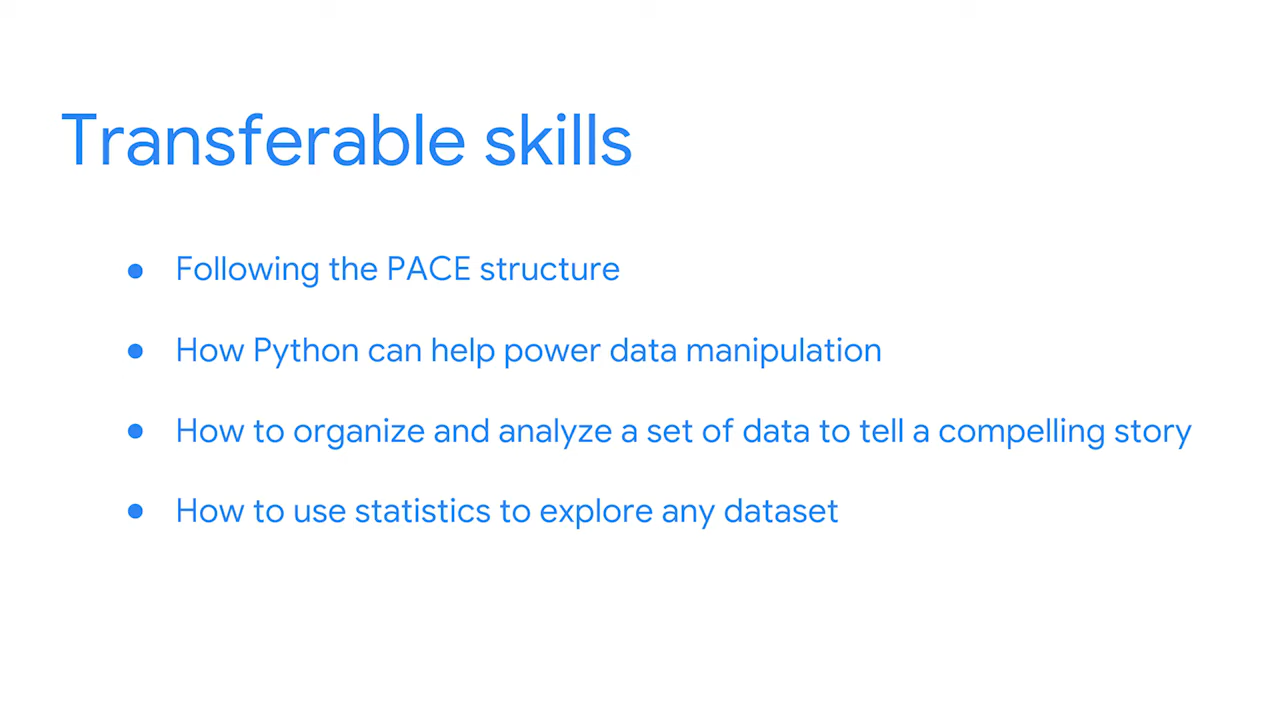 Transferable skills
● Following the PACE structure
● How Python can help power data manipulation
● How to organize and analyze a set of data to tell a compelling story
● How to use statistics to explore any dataset